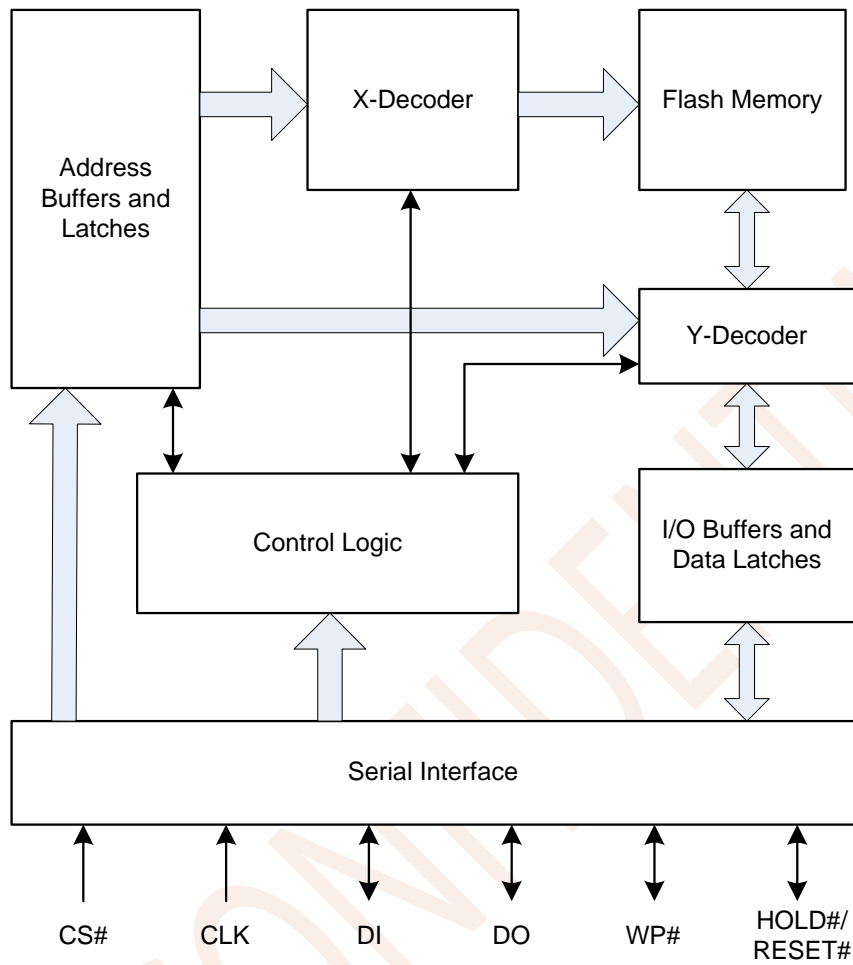 X-Decoder
Flash Memory
Address
Buffers and
Latches
Y-Decoder
Control Logic
I/O Buffers and
Data Latches
Serial Interface
CS#
CLK
DI
DO
WP#
HOLD#/
RESET#